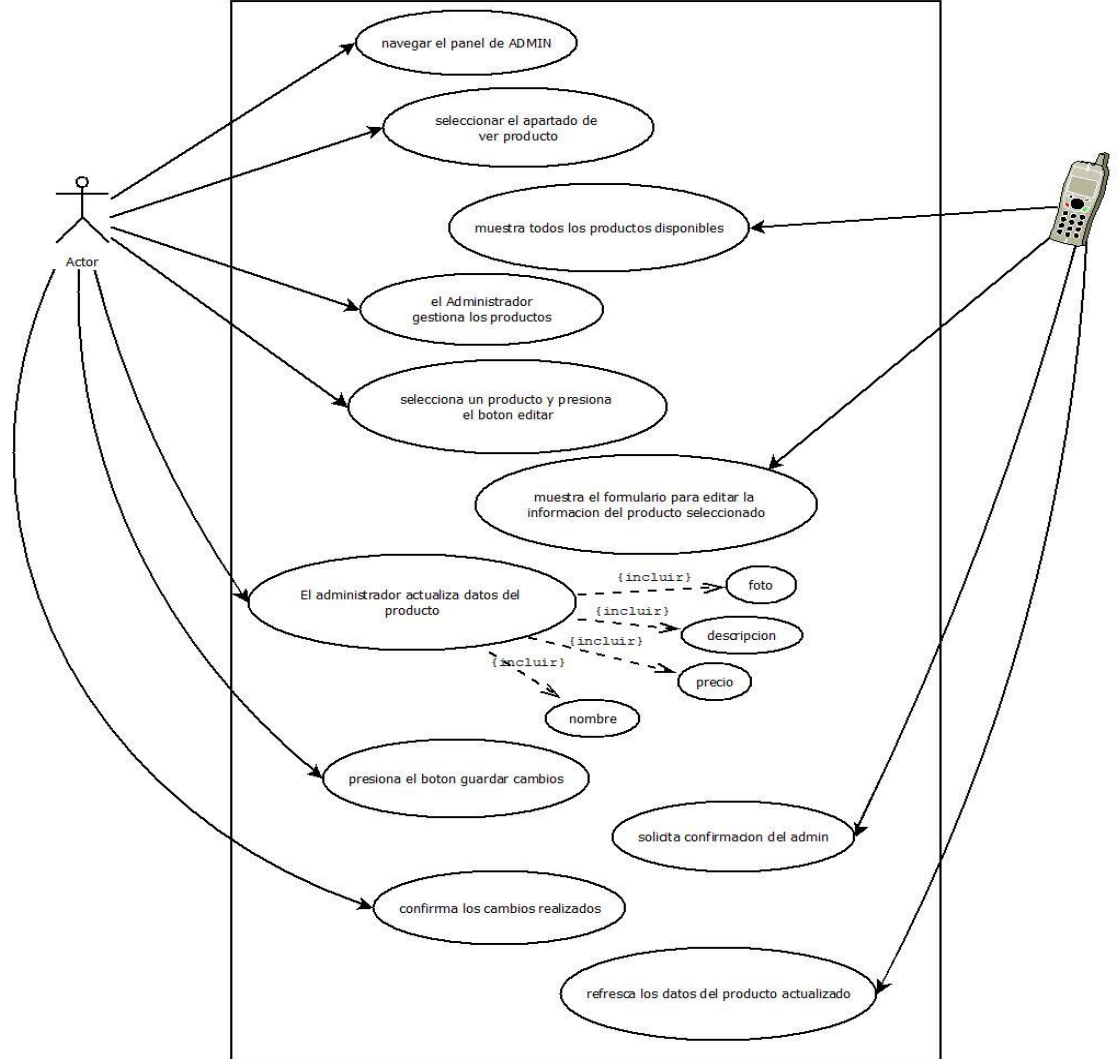 navegar el panel de ADMIN
seleccionar el apartado de
ver producto
muestra todos los productos disponibles
Actor
el Administrador
gestiona los productos
selecciona un producto y presiona
el boton editar
muestra el formulario para editar la
informacion del producto seleccionado
El administrador actualiza datos del
producto
{incluir}
foto
{incluir}
descripcion
{incluir}
precio
{incluir}
nombre
presiona el boton guardar cambios
solicita confirmacion del admin
confirma los cambios realizados
refresca los datos del producto actualizado